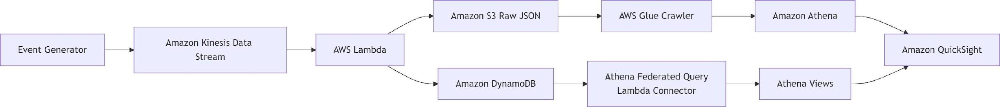 Event Generator
Amazon Kinesis Data
Stream
AWS Lambda
Amazon S3 Raw JSON
AWS Glue Crawler
Amazon Athena
Amazon DynamoDB
Athena Federated Query
Lambda Connector
Athena Views
Amazon QuickSight